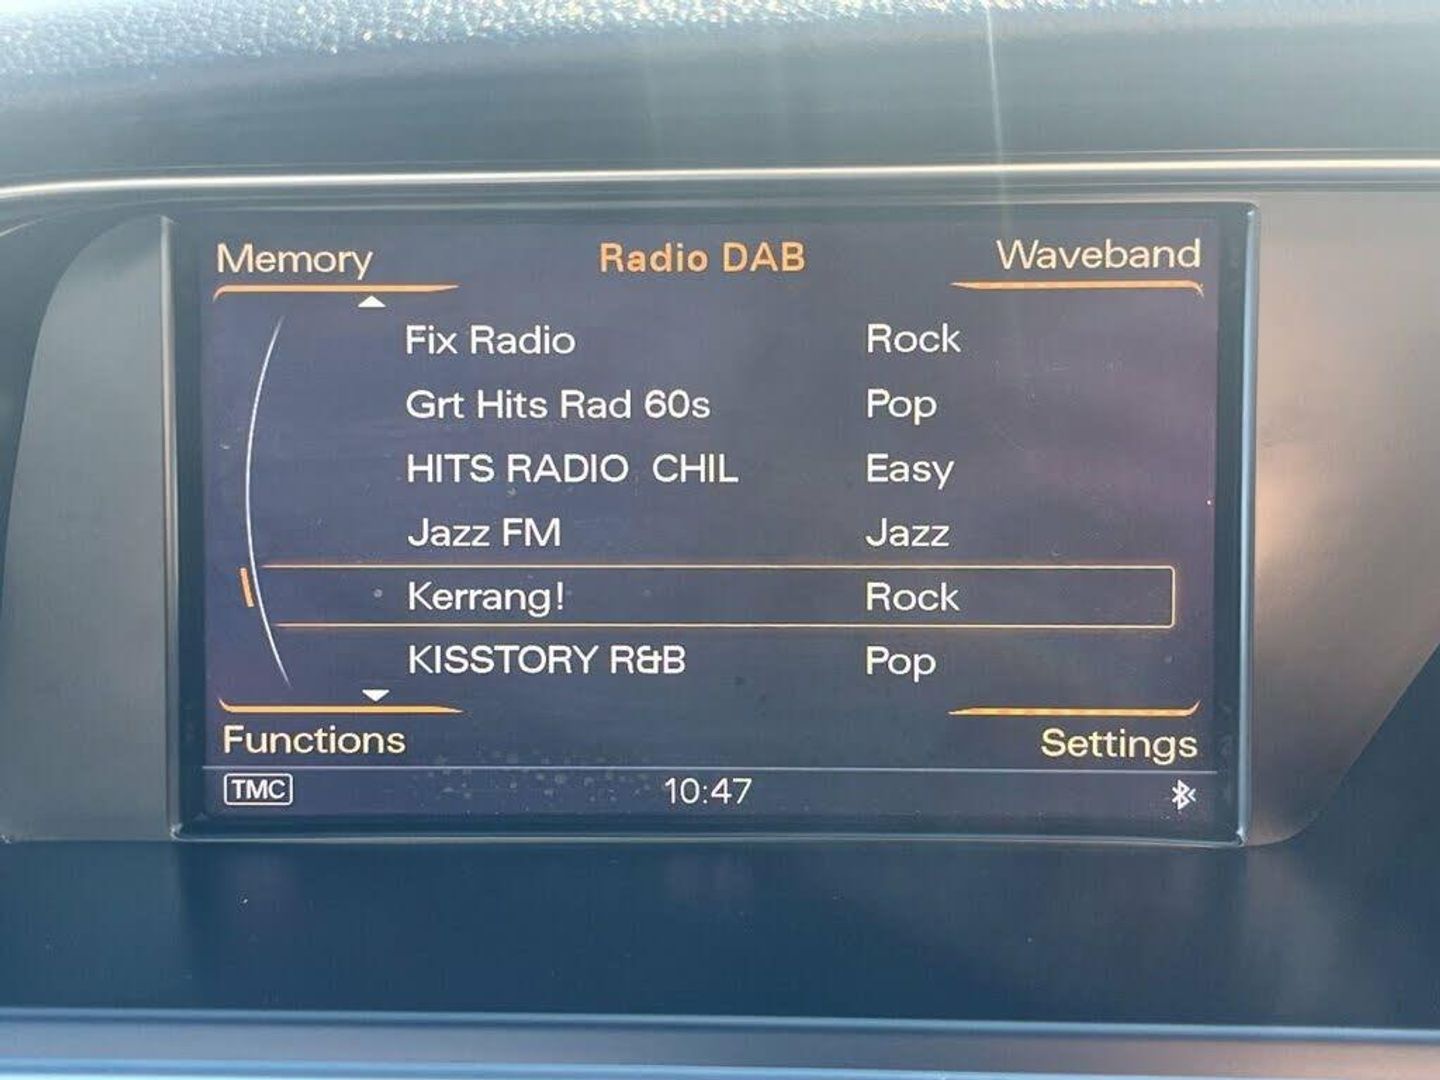 Memory Radio DAB Waveband
Fix Radio Rock
Grt Hits Rad 60s Pop
HITS RADIO  CHIL Easy
Jazz FM Jazz
Kerrang! Rock
KISSTORY R&B Pop
Functions Settings
TMC 10:47